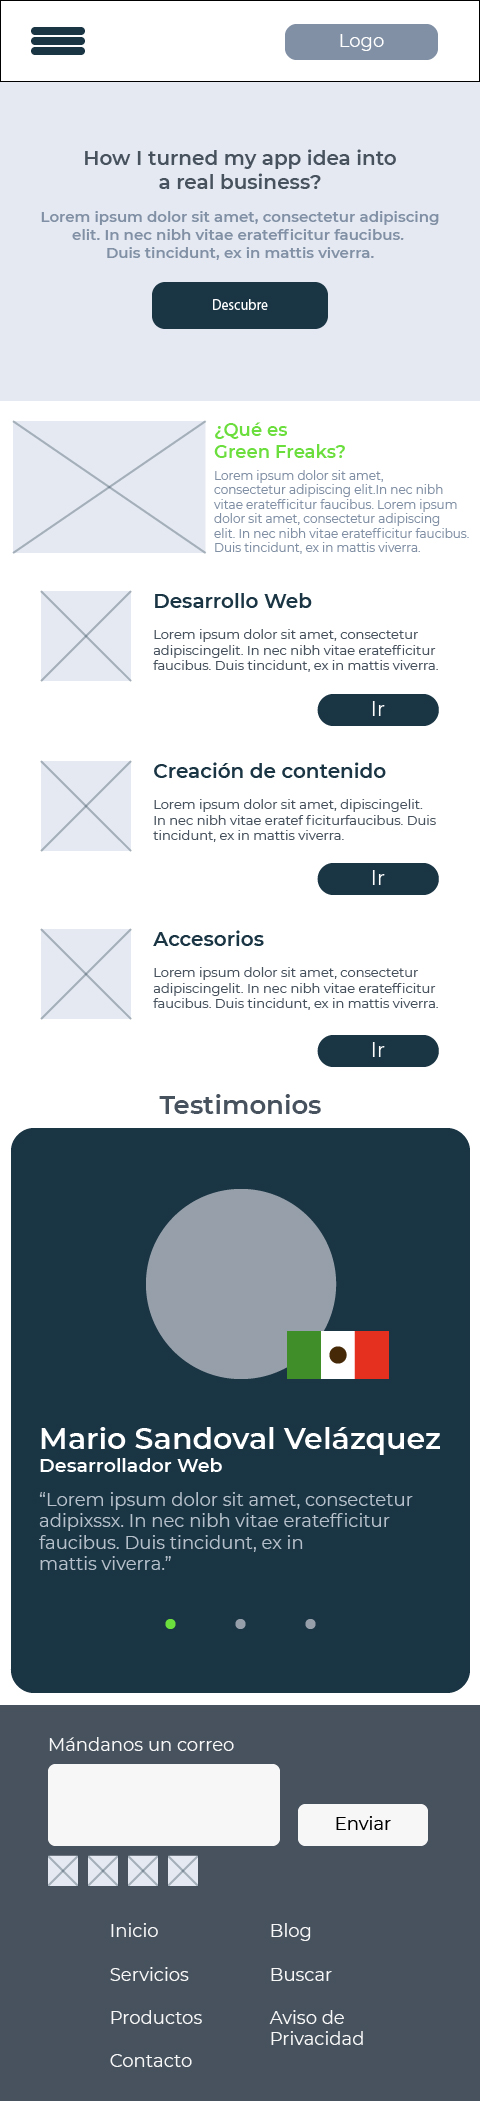 Logo
How I turned my app idea into
a real business?
Lorem ipsum dolor sit amet, consectetur adipiscing
elit. In nec nibh vitae eratefficitur faucibus.
Duis tincidunt, ex in mattis viverra.
Descubre
¿Qué es
Green Freaks?
Lorem ipsum dolor sit amet,
consectetur adipiscing elit.In nec nibh
vitae eratefficitur faucibus. Lorem ipsum
dolor sit amet, consectetur adipiscing
elit. In nec nibh vitae eratefficitur faucibus.
Duis tincidunt, ex in mattis viverra.
Desarrollo Web
Lorem ipsum dolor sit amet, consectetur
adipiscingelit. In nec nibh vitae eratefficitur
faucibus. Duis tincidunt, ex in mattis viverra.
Ir
Creación de contenido
Lorem ipsum dolor sit amet, dipiscingelit.
In nec nibh vitae eratef ficiturfaucibus. Duis
tincidunt, ex in mattis viverra.
Ir
Accesorios
Lorem ipsum dolor sit amet, consectetur
adipiscingelit. In nec nibh vitae eratefficitur
faucibus. Duis tincidunt, ex in mattis viverra.
Ir
Testimonios
Mario Sandoval Velázquez
Desarrollador Web
“Lorem ipsum dolor sit amet, consectetur
adipixssx. In nec nibh vitae eratefficitur
faucibus. Duis tincidunt, ex in
mattis viverra.”
Mándanos un correo
Enviar
Inicio
Servicios
Productos
Contacto
Blog
Buscar
Aviso de
Privacidad